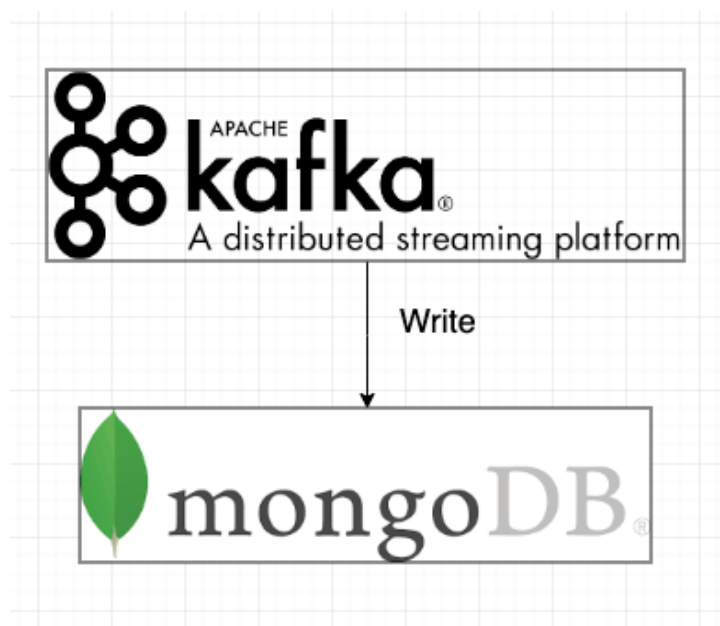 APACHE
kafka®
A distributed streaming platform
Write
mongoDB®